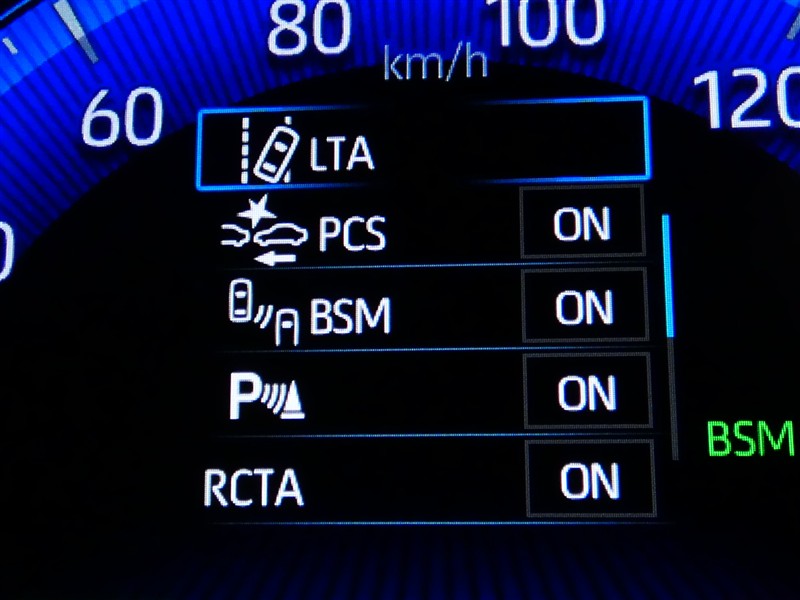 80 100
km/h
60 120
LTA
PCS ON
BSM ON
P ON
BSM
RCTA ON